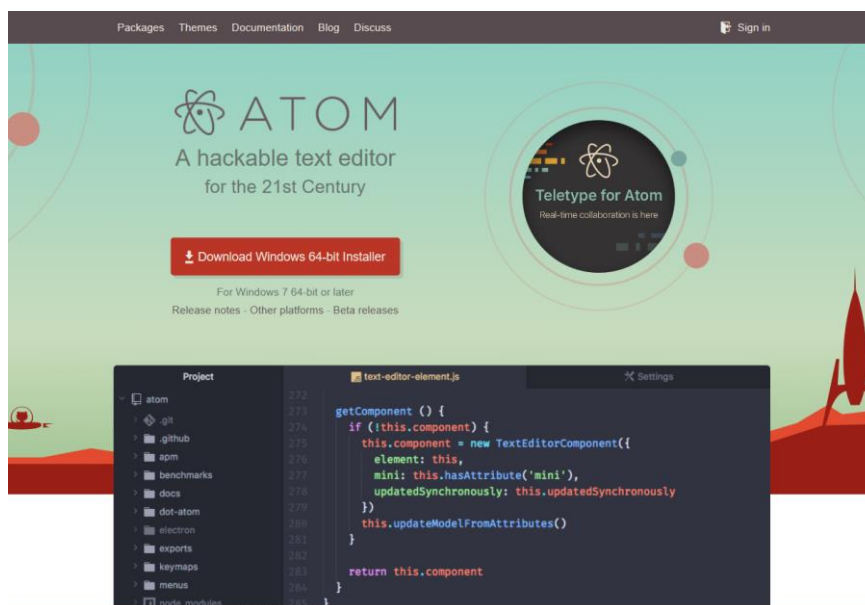 Packages Themes Documentation Blog Discuss Sign in
ATOM
A hackable text editor
for the 21st Century
Teletype for Atom
Real-time collaboration is here
Download Windows 64-bit Installer
For Windows 7 64-bit or later
Release notes · Other platforms · Beta releases
Project
text-editor-element.js
Settings
atom
.git
.github
apm
benchmarks
docs
dot-atom
electron
exports
keymaps
menus
node_modules
272
273 getComponent () {
274 if (!this.component) {
275 this.component = new TextEditorComponent({
276 element: this,
277 mini: this.hasAttribute('mini'),
278 updatedSynchronously: this.updatedSynchronously
279 })
280 this.updateModelFromAttributes()
281 }
282
283 return this.component
284 }
285 }